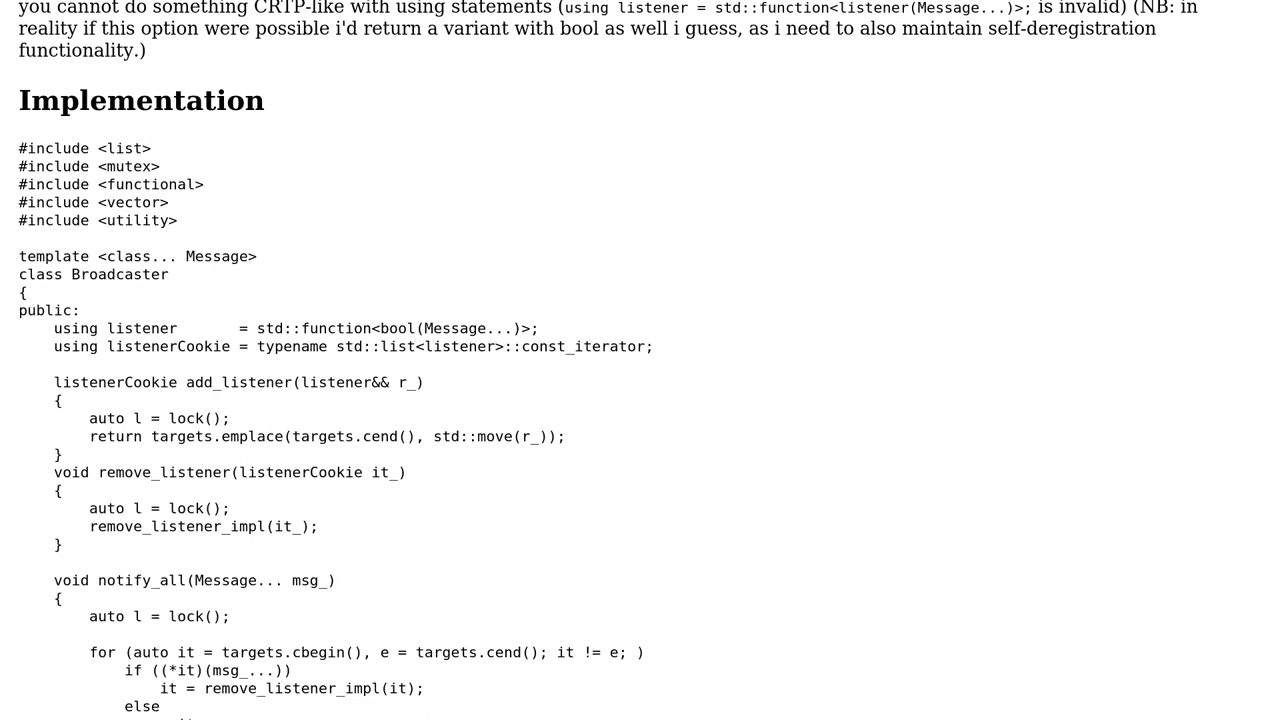 you cannot do something CRTP-like with using statements (using listener = std::function<listener(Message...)>; is invalid) (NB: in
reality if this option were possible i'd return a variant with bool as well i guess, as i need to also maintain self-deregistration
functionality.)
Implementation
#include <list>
#include <mutex>
#include <functional>
#include <vector>
#include <utility>
template <class... Message>
class Broadcaster
{
public:
    using listener       = std::function<bool(Message...)>;
    using listenerCookie = typename std::list<listener>::const_iterator;
    listenerCookie add_listener(listener&& r_)
    {
        auto l = lock();
        return targets.emplace(targets.cend(), std::move(r_));
    }
    void remove_listener(listenerCookie it_)
    {
        auto l = lock();
        remove_listener_impl(it_);
    }
    void notify_all(Message... msg_)
    {
        auto l = lock();
        for (auto it = targets.cbegin(), e = targets.cend(); it != e; )
            if ((*it)(msg_...))
                it = remove_listener_impl(it);
            else